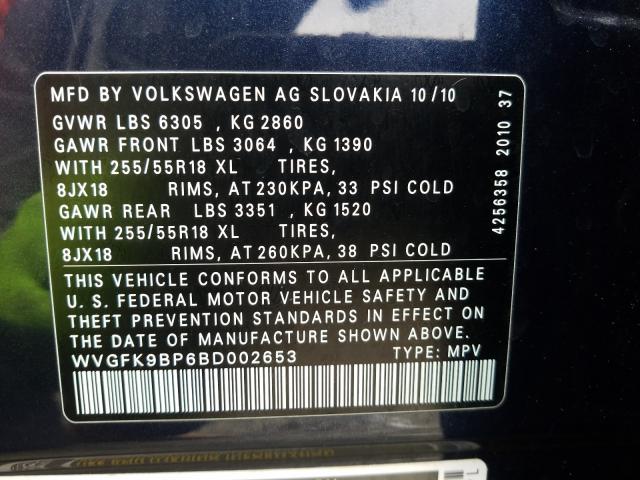 MFD BY VOLKSWAGEN AG SLOVAKIA 10/10
GVWR LBS 6305 , KG 2860
GAWR FRONT LBS 3064 , KG 1390
WITH 255/55R18 XL TIRES,
8JX18 RIMS, AT 230KPA, 33 PSI COLD
GAWR REAR LBS 3351 , KG 1520
WITH 255/55R18 XL TIRES,
8JX18 RIMS, AT 260KPA, 38 PSI COLD
THIS VEHICLE CONFORMS TO ALL APPLICABLE
U. S. FEDERAL MOTOR VEHICLE SAFETY AND
THEFT PREVENTION STANDARDS IN EFFECT ON
THE DATE OF MANUFACTURE SHOWN ABOVE.
WVGFK9BP6BD002653 TYPE: MPV
4256358 2010 37